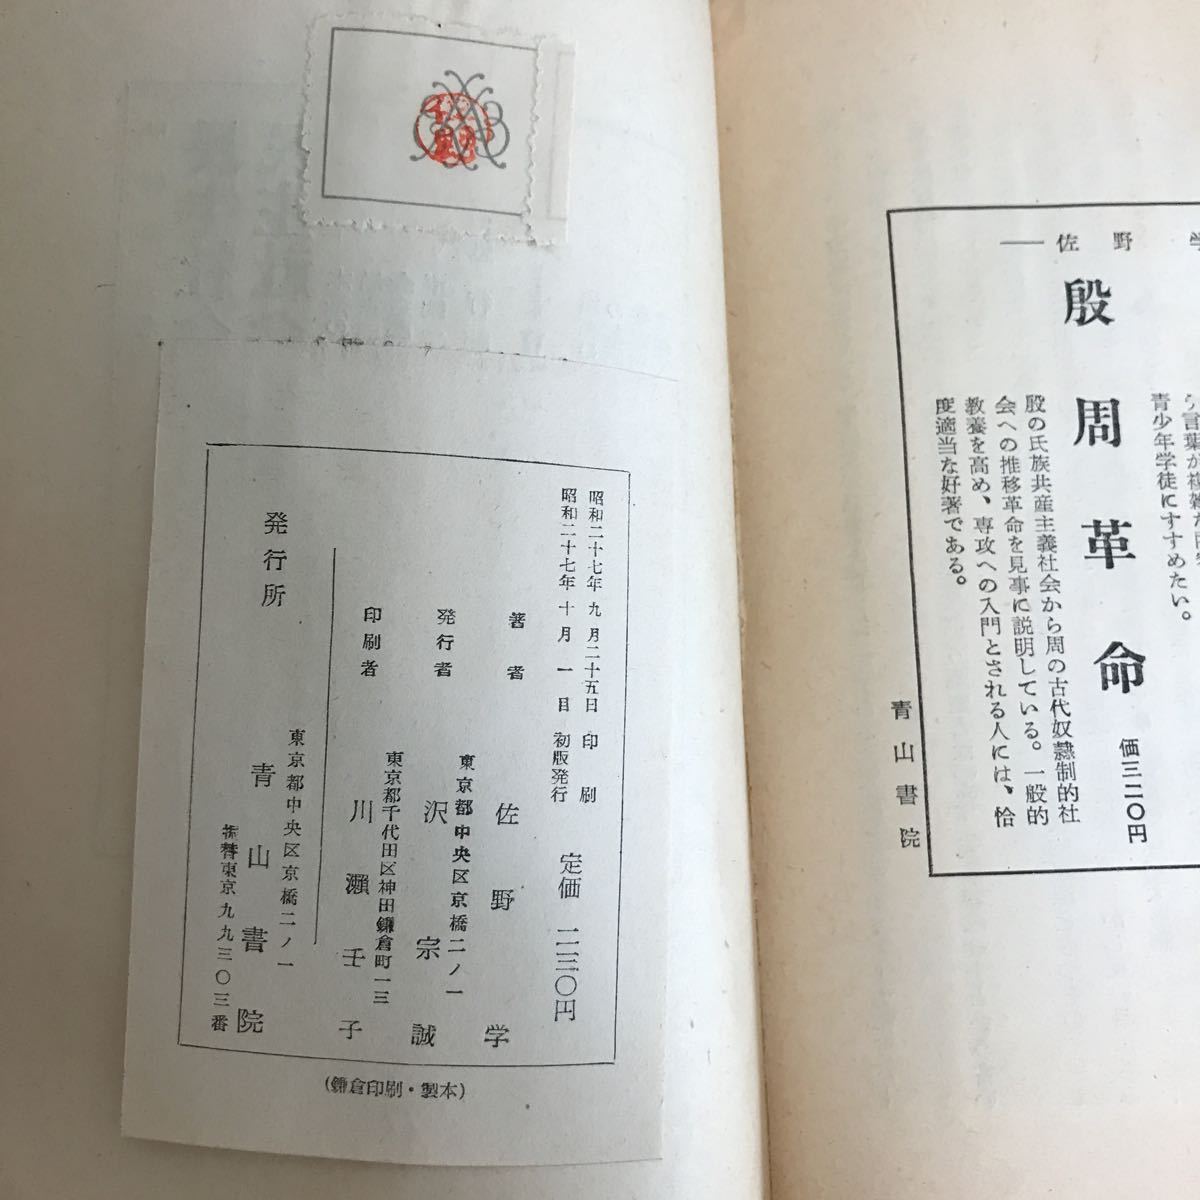 佐野学
殷周革命 価三二〇円
殷の氏族共産主義社会から周の古代奴隷制的社
会への推移革命を見事に説明している。一般的
教養を高め、専攻への入門とされる人には、恰
度適当な好著である。
青少年学徒にすすめたい。
青山書院
昭和二十七年九月二十五日 印刷
昭和二十七年十月一日 初版発行
定価 二三〇円
著者 佐野学
東京都中央区京橋二ノ一
発行者 沢宗誠
東京都千代田区神田鎌倉町一三
印刷者 川瀬壬子
東京都中央区京橋二ノ一
発行所 青山書院
振替東京九九三〇三番
(鎌倉印刷・製本)